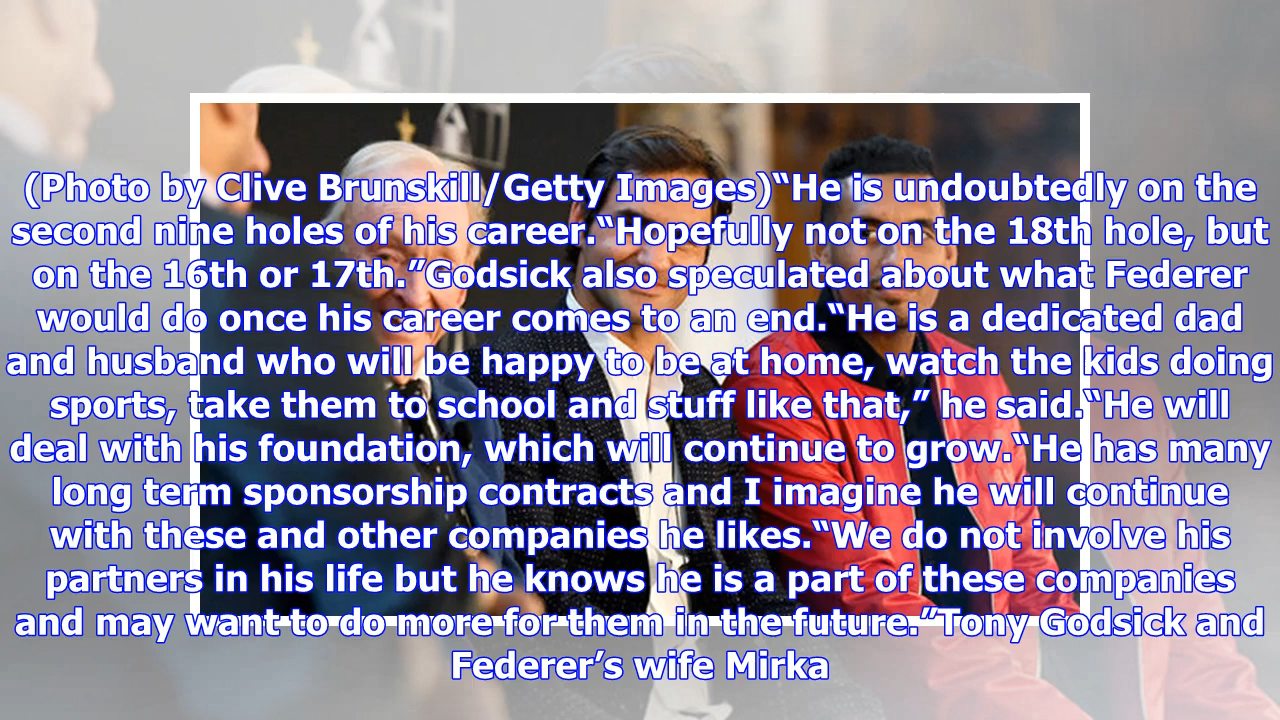 (Photo by Clive Brunskill/Getty Images)“He is undoubtedly on the
second nine holes of his career.“Hopefully not on the 18th hole, but
on the 16th or 17th.”Godsick also speculated about what Federer
would do once his career comes to an end.“He is a dedicated dad
and husband who will be happy to be at home, watch the kids doing
sports, take them to school and stuff like that,” he said.“He will
deal with his foundation, which will continue to grow.“He has many
long term sponsorship contracts and I imagine he will continue
with these and other companies he likes.“We do not involve his
partners in his life but he knows he is a part of these companies
and may want to do more for them in the future.”Tony Godsick and
Federer’s wife Mirka